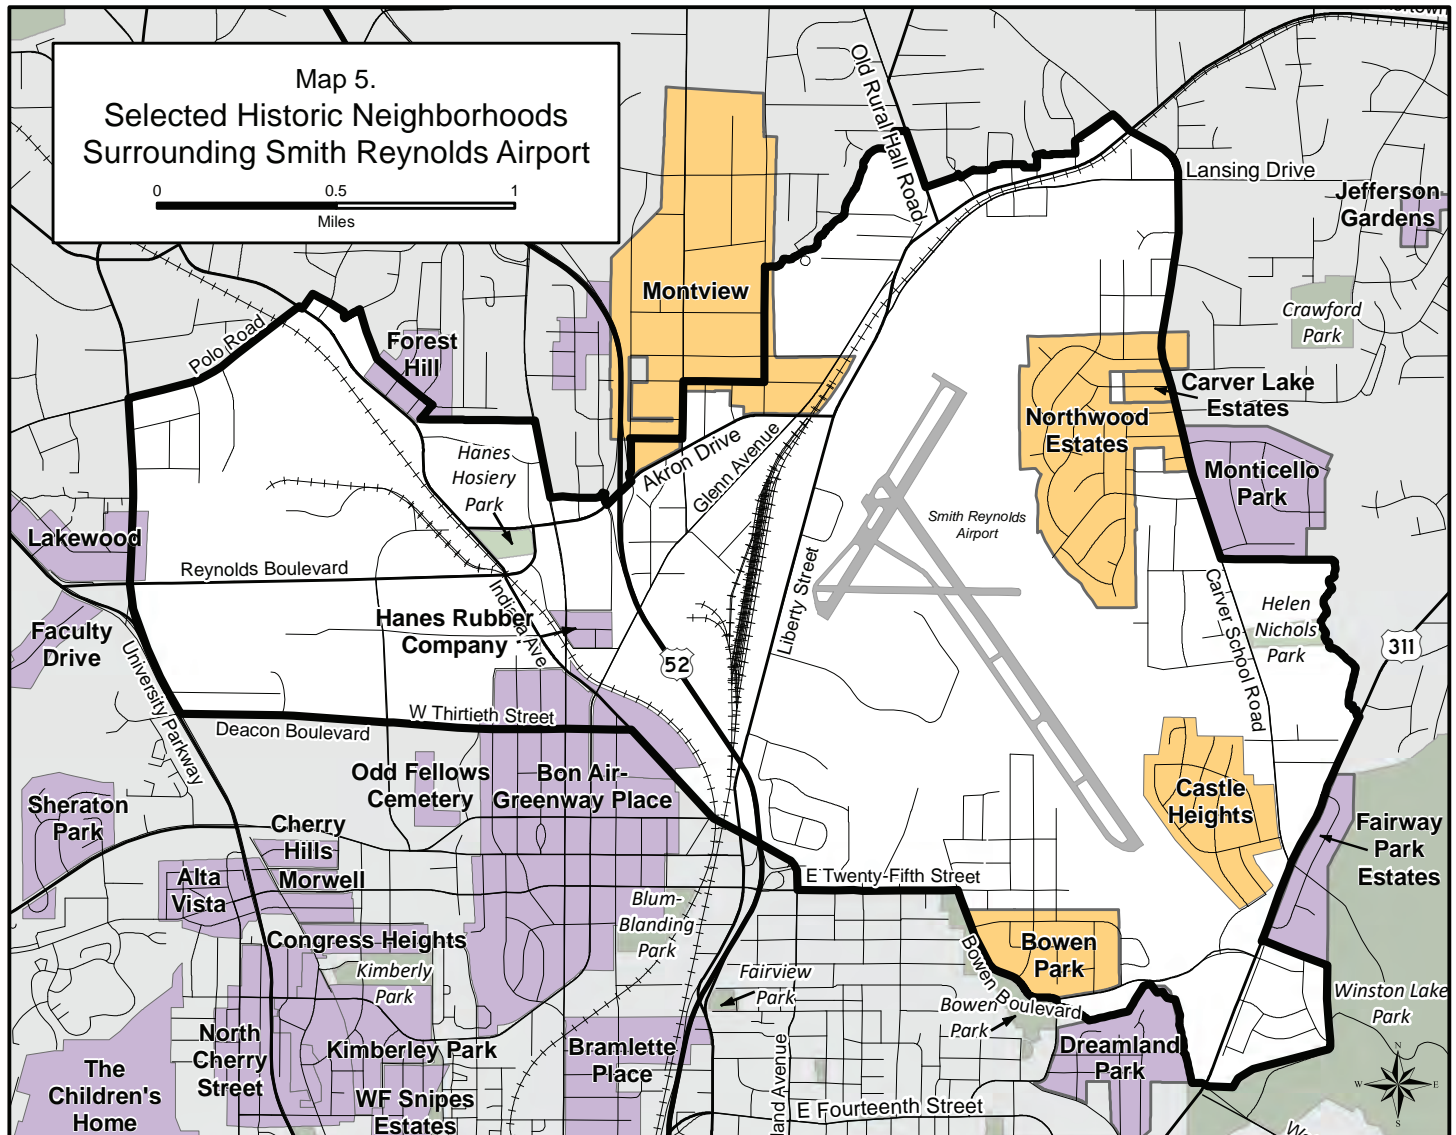 Map 5.
Selected Historic Neighborhoods
Surrounding Smith Reynolds Airport
0 0.5 1
Miles
Old Rural Hall Road
Lansing Drive
Jefferson
Gardens
Montview
Crawford
Park
Polo Road
Forest
Hill
Carver Lake
Estates
Northwood
Estates
Hanes
Hosiery
Park
Akron Drive
Glenn Avenue
Monticello
Park
Smith Reynolds
Airport
Lakewood
Reynolds Boulevard
Indiana Ave
Liberty Street
Carver School Road
Helen
Nichols
Park
Hanes Rubber
Company
Faculty
Drive
University Parkway
52
311
W Thirtieth Street
Deacon Boulevard
Odd Fellows
Cemetery
Bon Air-
Greenway Place
Castle
Heights
Sheraton
Park
Cherry
Hills
Fairway
Park
Estates
Alta
Vista
Morwell
E Twenty-Fifth Street
Blum-
Blanding
Park
Congress Heights
Kimberly
Park
Bowen
Park
Bowen Boulevard
Fairview
Park
Bowen
Park
Winston Lake
Park
North
Cherry
Street
Kimberley Park
Bramlette
Place
Dreamland
Park
The
Children's
Home
WF Snipes
Estates
land Avenue
E Fourteenth Street
N
W E
S